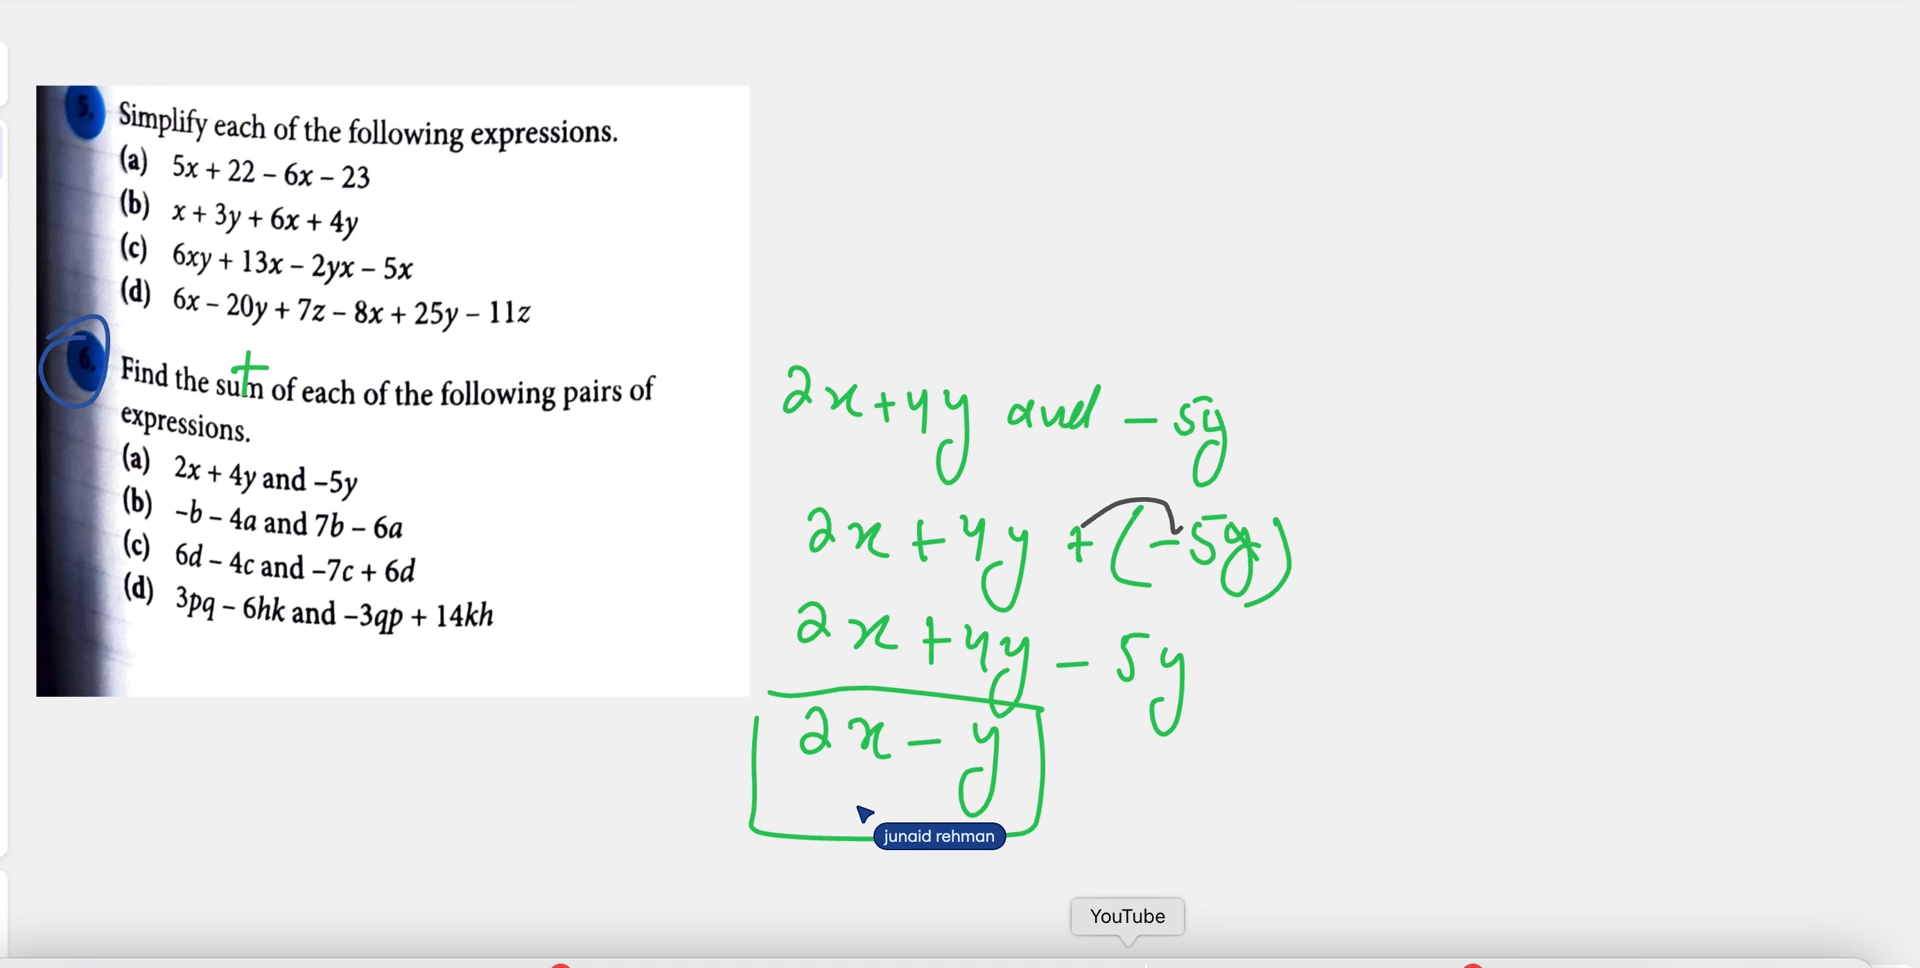 5. Simplify each of the following expressions.
(a) 5x + 22 – 6x – 23
(b) x + 3y + 6x + 4y
(c) 6xy + 13x – 2yx – 5x
(d) 6x – 20y + 7z – 8x + 25y – 11z
6. Find the sum of each of the following pairs of
expressions.
(a) 2x + 4y and –5y
(b) –b – 4a and 7b – 6a
(c) 6d – 4c and –7c + 6d
(d) 3pq – 6hk and –3qp + 14kh
+
2x+4y and – 5y
2x + 4y + (-5y)
2x + 4y – 5y
2x – y
junaid rehman
YouTube